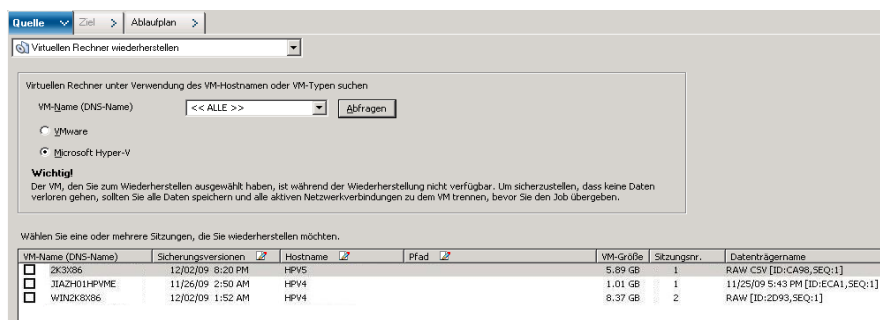 Quelle Ziel > Ablaufplan >
Virtuellen Rechner wiederherstellen
Virtuellen Rechner unter Verwendung des VM-Hostnamen oder VM-Typen suchen
VM-Name (DNS-Name) << ALLE >> Abfragen
VMware
Microsoft Hyper-V
Wichtig!
Der VM, den Sie zum Wiederherstellen ausgewählt haben, ist während der Wiederherstellung nicht verfügbar. Um sicherzustellen, dass keine Daten
verloren gehen, sollten Sie alle Daten speichern und alle aktiven Netzwerkverbindungen zu dem VM trennen, bevor Sie den Job übergeben.
Wählen Sie eine oder mehrere Sitzungen, die Sie wiederherstellen möchten.
VM-Name (DNS-Name) Sicherungsversionen Hostname Pfad VM-Größe Sitzungsnr. Datenträgername
2K3X86 12/02/09 8:20 PM HPV5 5.89 GB 1 RAW CSV [ID:CA98,SEQ:1]
JIAZH01HPVME 11/26/09 2:50 AM HPV4 1.01 GB 1 11/25/09 5:43 PM [ID:ECA1,SEQ:1]
WIN2K8X86 12/02/09 1:52 AM HPV4 8.37 GB 2 RAW [ID:2D93,SEQ:1]